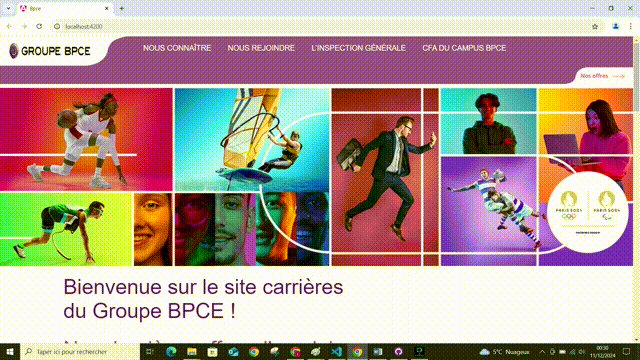 Bpce
localhost:4200
GROUPE BPCE
NOUS CONNAÎTRE
NOUS REJOINDRE
L'INSPECTION GÉNÉRALE
CFA DU CAMPUS BPCE
Nos offres
PARIS 2024
PARIS 2024
Bienvenue sur le site carrières
du Groupe BPCE !
Taper ici pour rechercher
5°C Nuageux
00:30
11/12/2024